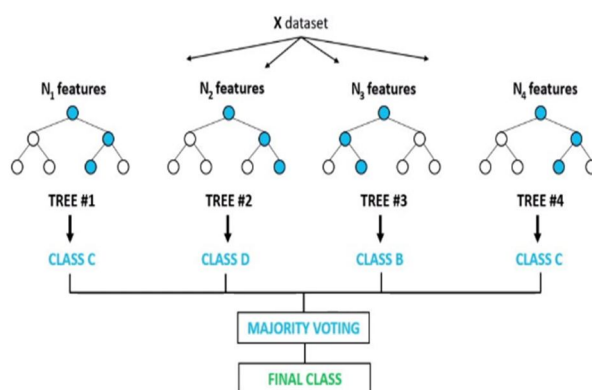 X dataset
N₁ features N₂ features N₃ features N₄ features
TREE #1 TREE #2 TREE #3 TREE #4
CLASS C CLASS D CLASS B CLASS C
MAJORITY VOTING
FINAL CLASS